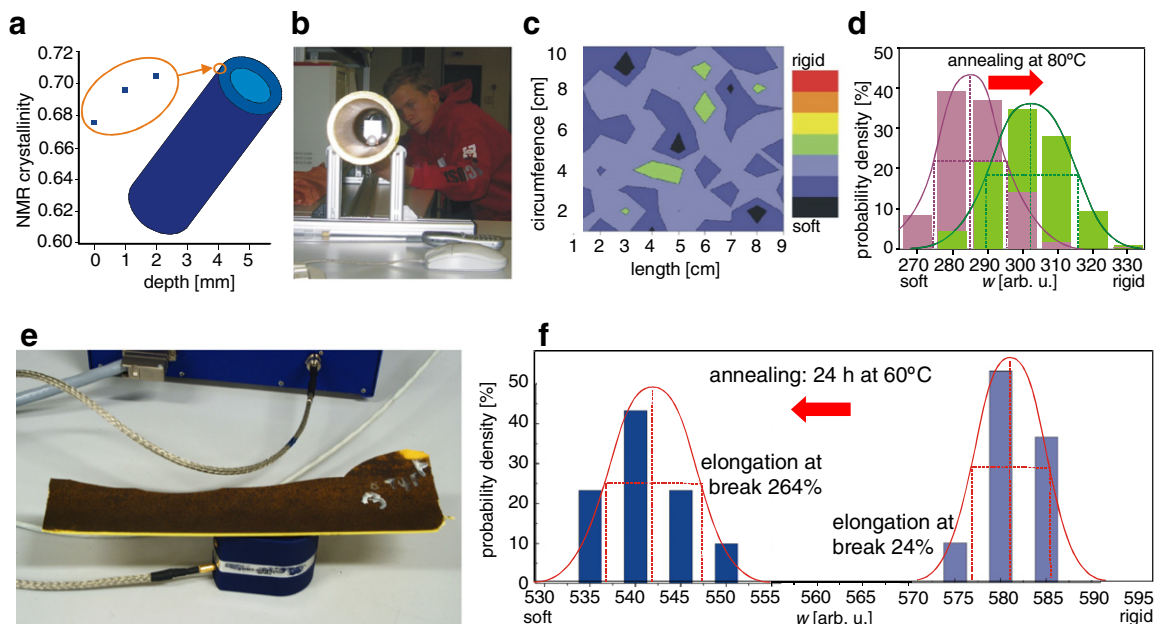 a
0.72
0.70
0.68
0.66
0.64
0.62
0.60
NMR crystallinity
0 1 2 3 4 5
depth [mm]
b
c
10
8
6
4
2
circumference [cm]
1 2 3 4 5 6 7 8 9
length [cm]
rigid
soft
d
50
40
30
20
10
0
probability density [%]
annealing at 80ºC
270 280 290 300 310 320 330
soft w [arb. u.] rigid
e
f
50
40
30
20
10
0
probability density [%]
annealing: 24 h at 60ºC
elongation at
break 264%
elongation at
break 24%
530 535 540 545 550 555 560 565 570 575 580 585 590 595
soft w [arb. u.] rigid